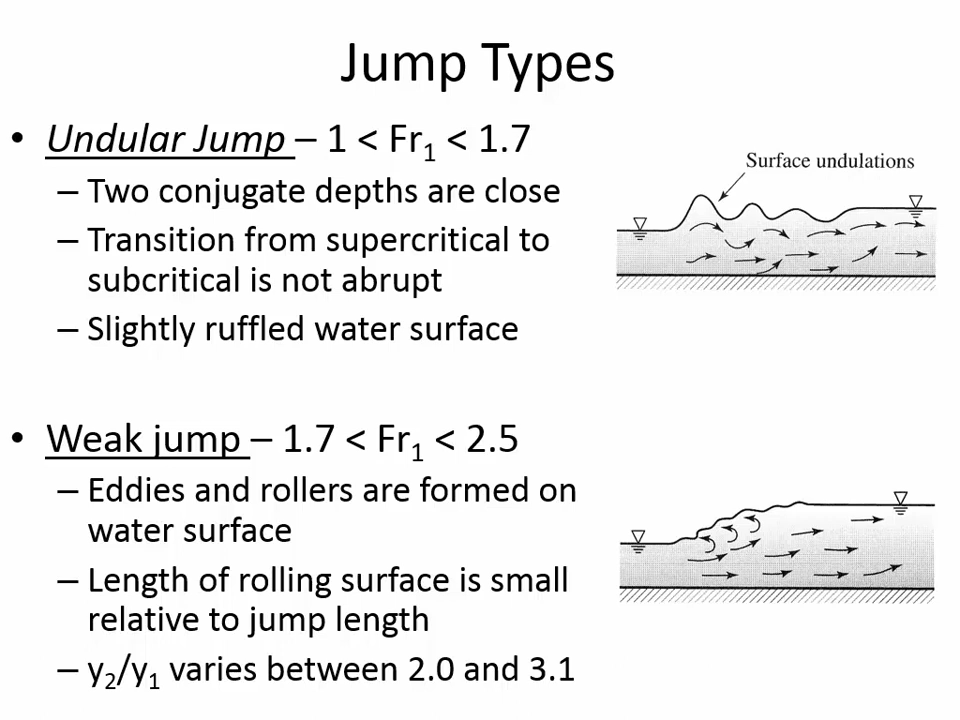 Jump Types
• Undular Jump – 1 < Fr₁ < 1.7
– Two conjugate depths are close
– Transition from supercritical to
subcritical is not abrupt
– Slightly ruffled water surface
Surface undulations
• Weak jump – 1.7 < Fr₁ < 2.5
– Eddies and rollers are formed on
water surface
– Length of rolling surface is small
relative to jump length
– y₂/y₁ varies between 2.0 and 3.1